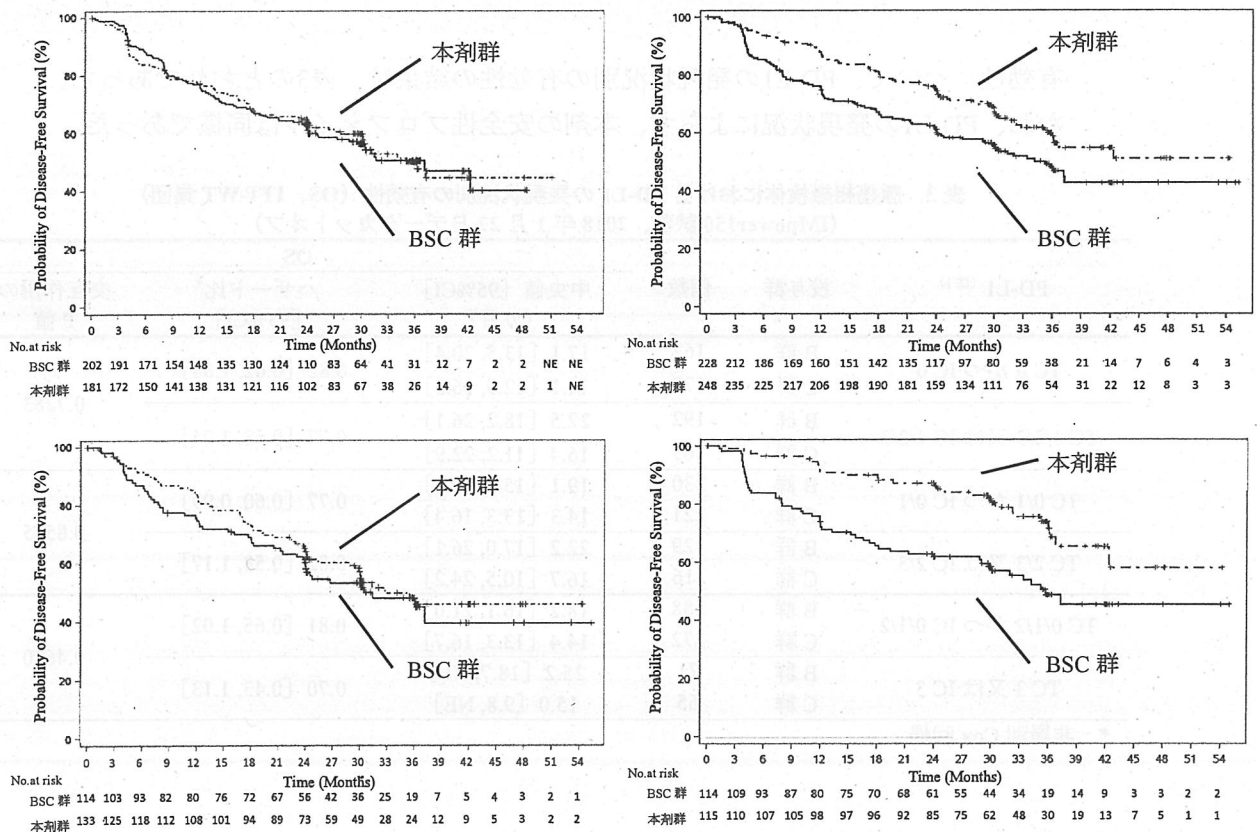 Probability of Disease-Free Survival (%)
100
80
60
40
20
0
本剤群
BSC 群
0 3 6 9 12 15 18 21 24 27 30 33 36 39 42 45 48 51 54
Time (Months)
No.at risk
BSC 群 202 191 171 154 148 135 124 120 110 83 64 41 31 12 7 2 2 NE NE
本剤群 181 172 150 141 138 131 121 116 102 83 67 38 26 14 9 2 2 1 NE
Probability of Disease-Free Survival (%)
100
80
60
40
20
0
本剤群
BSC 群
0 3 6 9 12 15 18 21 24 27 30 33 36 39 42 45 48 51 54
Time (Months)
No.at risk
BSC 群 228 212 186 169 160 151 142 135 117 97 80 59 38 21 14 7 6 4 3
本剤群 248 235 225 217 206 198 190 181 159 134 111 76 54 31 22 12 8 3 3
Probability of Disease-Free Survival (%)
100
80
60
40
20
0
本剤群
BSC 群
0 3 6 9 12 15 18 21 24 27 30 33 36 39 42 45 48 51 54
Time (Months)
No.at risk
BSC 群 114 103 93 82 80 76 72 67 56 42 36 25 19 7 5 4 3 2 1
本剤群 133 125 118 112 108 101 94 89 73 59 49 28 24 12 9 5 3 2 2
Probability of Disease-Free Survival (%)
100
80
60
40
20
0
本剤群
BSC 群
0 3 6 9 12 15 18 21 24 27 30 33 36 39 42 45 48 51 54
Time (Months)
No.at risk
BSC 群 114 109 93 87 80 75 70 68 61 55 44 34 19 14 9 3 3 2 2
本剤群 115 110 107 105 98 97 96 92 85 75 62 48 30 19 13 7 5 1 1